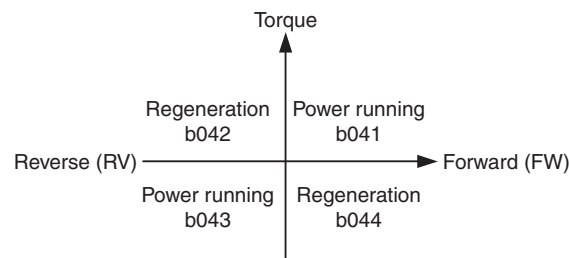 Torque
Regeneration
b042
Power running
b041
Reverse (RV)
Forward (FW)
Power running
b043
Regeneration
b044